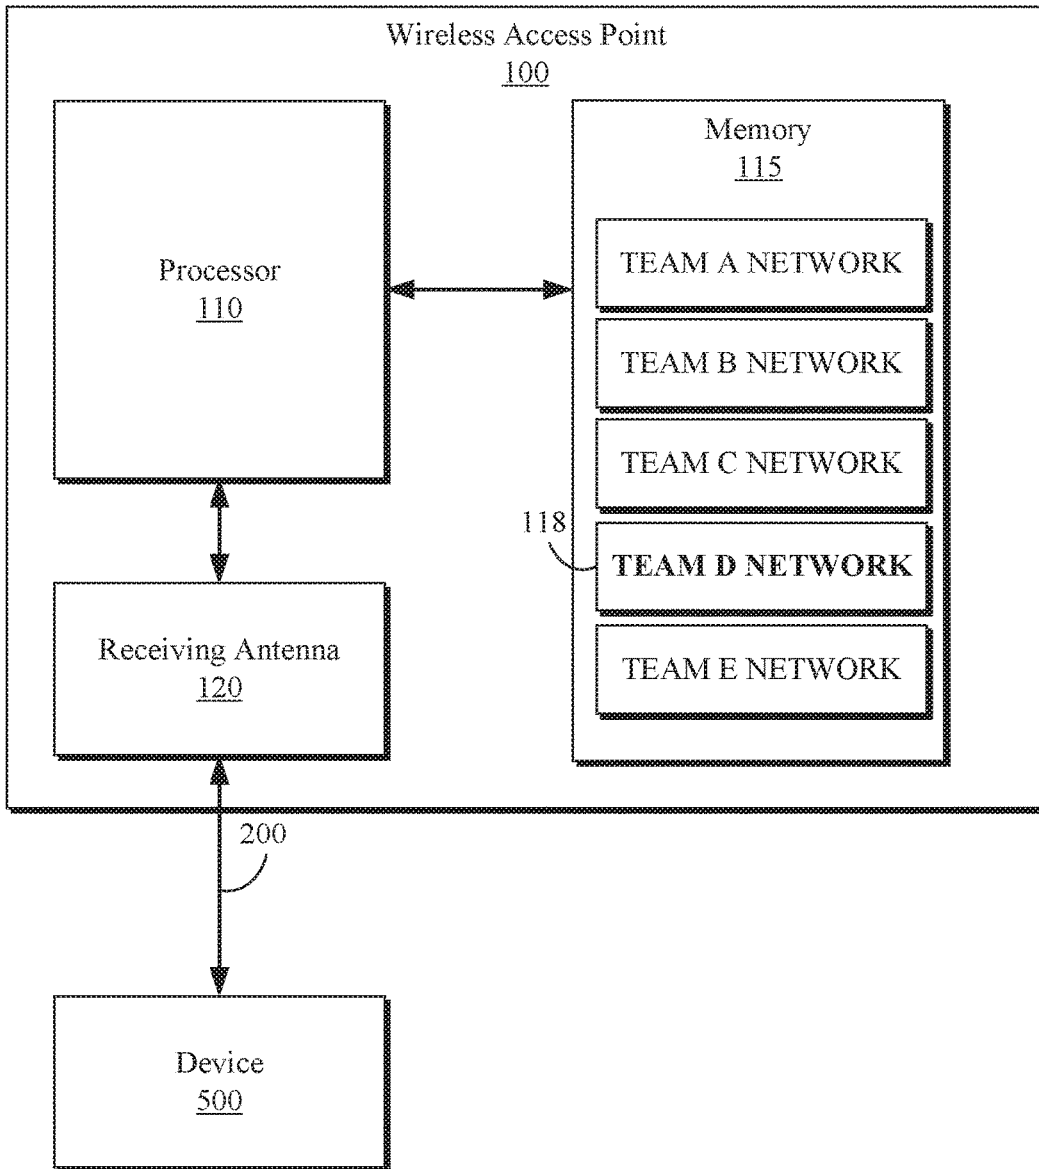 Wireless Access Point
100
Processor
110
Memory
115
TEAM A NETWORK
TEAM B NETWORK
TEAM C NETWORK
118
TEAM D NETWORK
TEAM E NETWORK
Receiving Antenna
120
200
Device
500